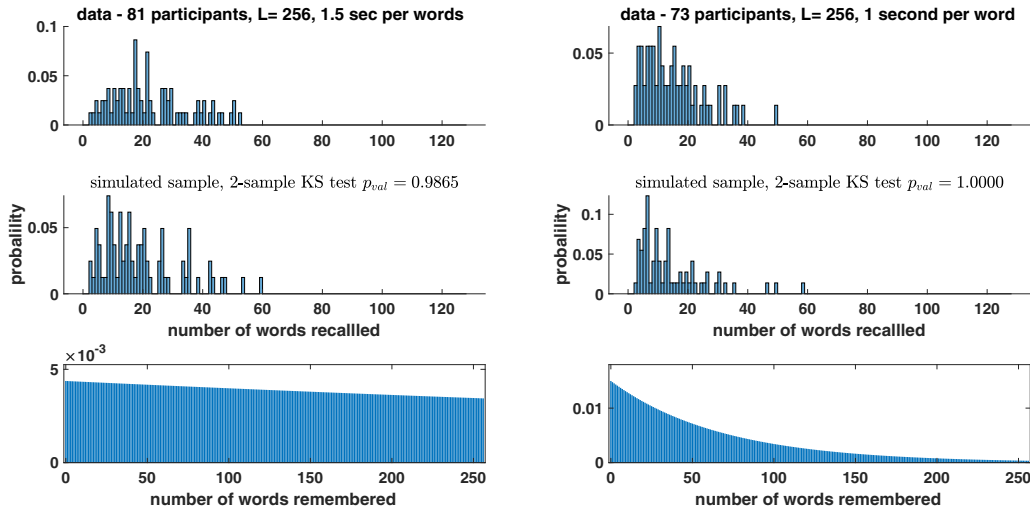 data - 81 participants, L= 256, 1.5 sec per words
0.1
0.05
0
0 20 40 60 80 100 120
simulated sample, 2-sample KS test p_val = 0.9865
probaliility
0.05
0
0 20 40 60 80 100 120
number of words recallled
×10^-3
5
0
0 50 100 150 200 250
number of words remembered
data - 73 participants, L= 256, 1 second per word
0.05
0
0 20 40 60 80 100 120
simulated sample, 2-sample KS test p_val = 1.0000
probaliility
0.1
0.05
0
0 20 40 60 80 100 120
number of words recallled
0.01
0
0 50 100 150 200 250
number of words remembered